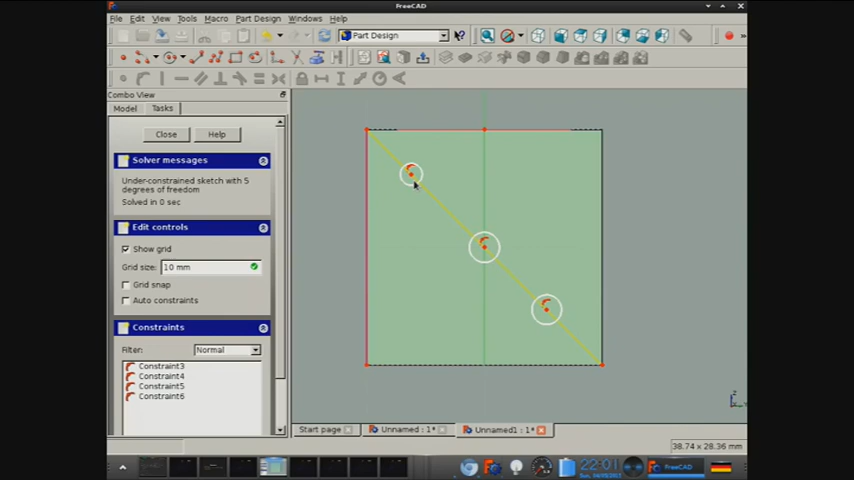 FreeCAD
File Edit View Tools Macro Part Design Windows Help
Part Design
Combo View
Model Tasks
Close Help
Solver messages
Under-constrained sketch with 5
degrees of freedom
Solved in 0 sec
Edit controls
Show grid
Grid size: 10 mm
Grid snap
Auto constraints
Constraints
Filter: Normal
Constraint3
Constraint4
Constraint5
Constraint6
Start page Unnamed : 1* Unnamed1 : 1*
38.74 x 28.36 mm
22:01
FreeCAD